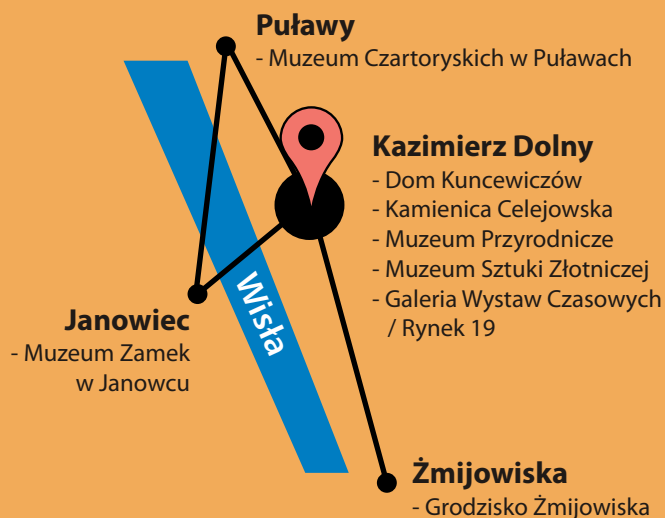 Puławy
- Muzeum Czartoryskich w Puławach
Kazimierz Dolny
- Dom Kuncewiczów
- Kamienica Celejowska
- Muzeum Przyrodnicze
- Muzeum Sztuki Złotniczej
- Galeria Wystaw Czasowych
/ Rynek 19
Wisła
Janowiec
- Muzeum Zamek
w Janowcu
Żmijowiska
- Grodzisko Żmijowiska